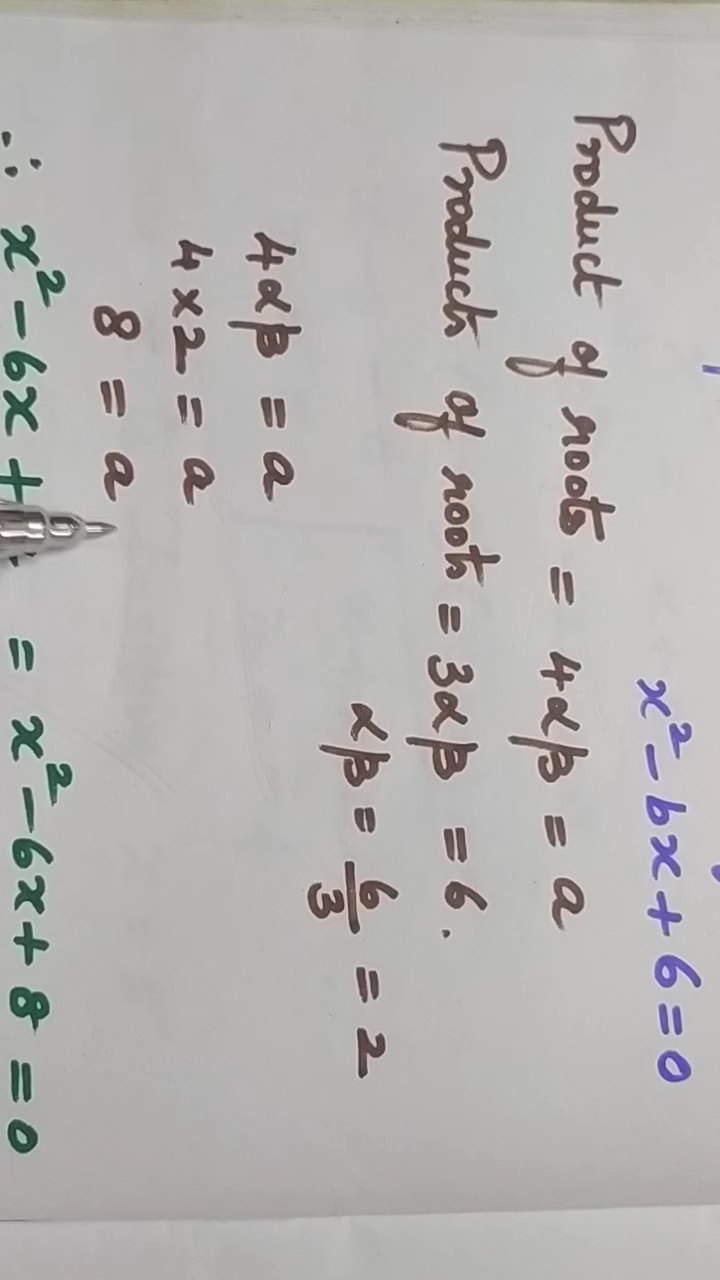 x² - bx + 6 = 0
Product of roots = 4αβ = a
Product of roots = 3αβ = 6.
αβ = 6/3 = 2
4αβ = a
4 × 2 = a
8 = a
∴ x² - 6x + = x² - 6x + 8 = 0